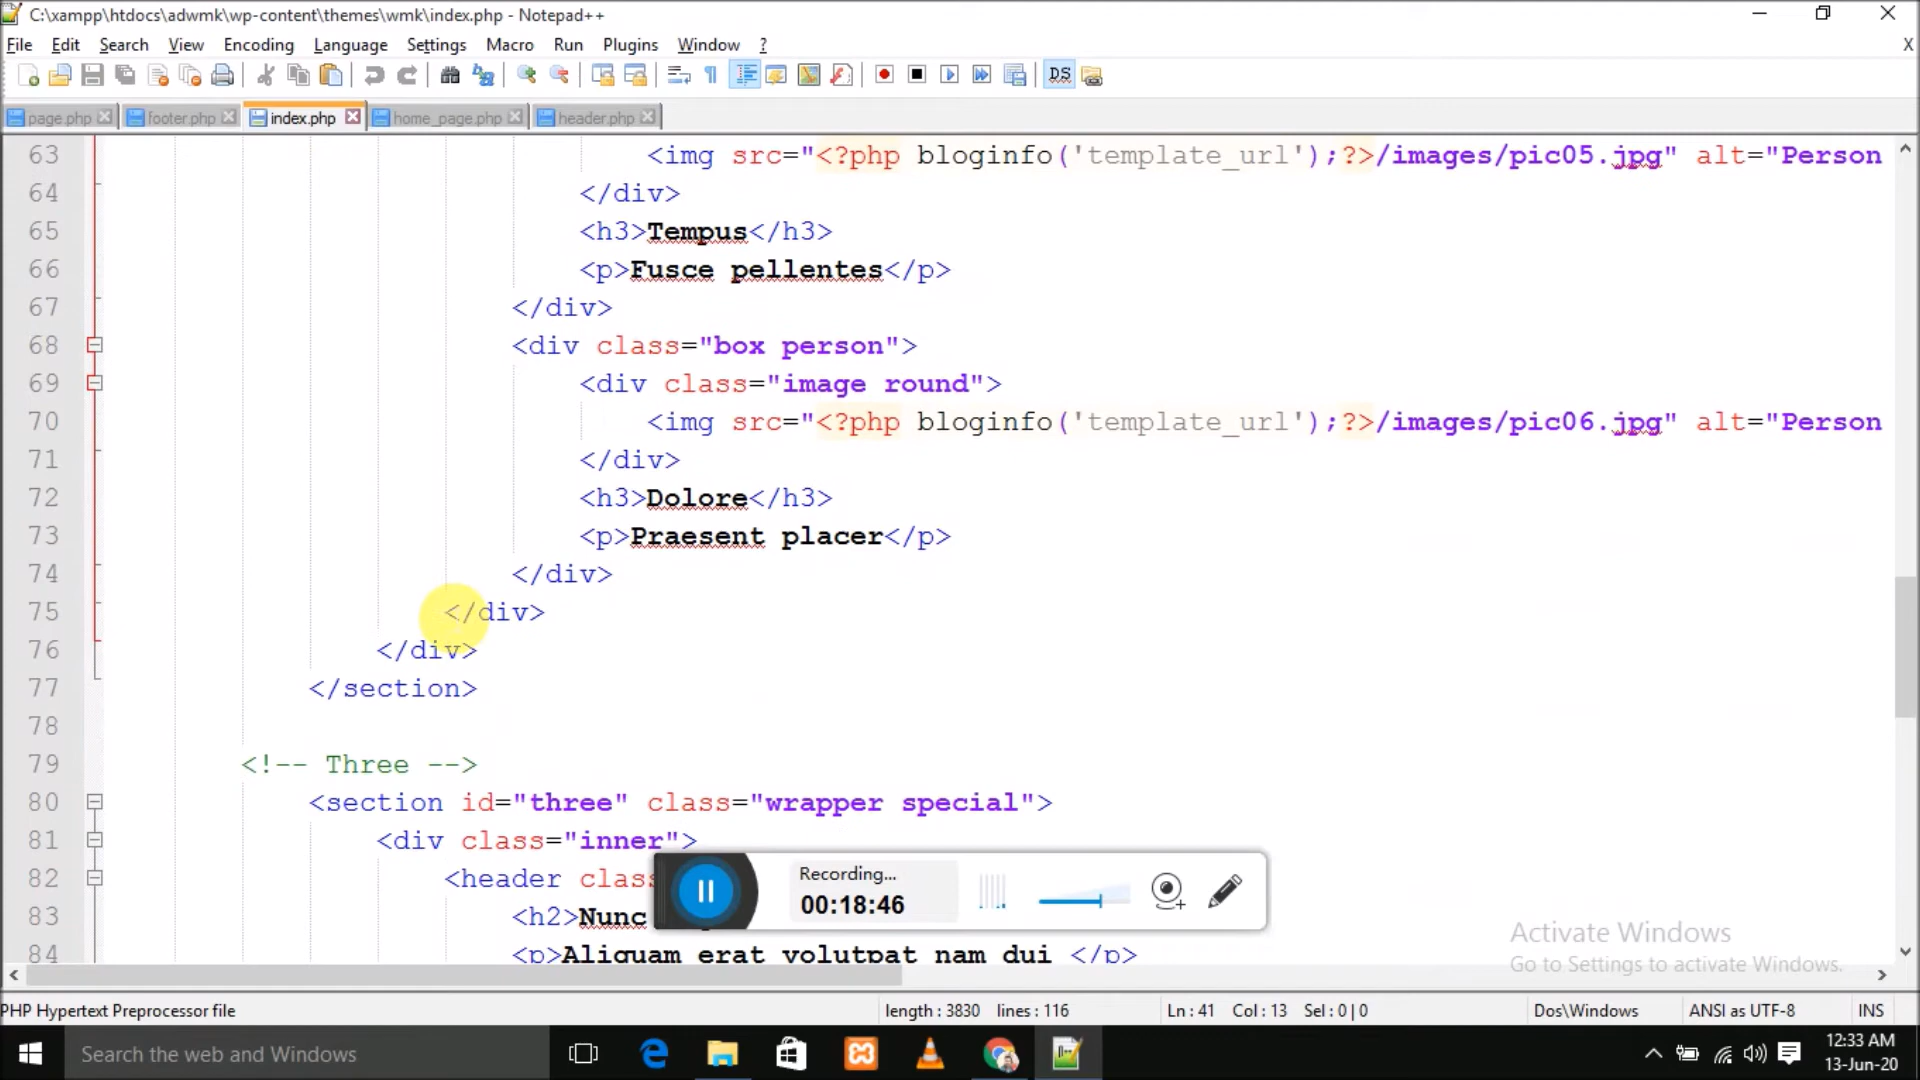 C:\xampp\htdocs\adwmk\wp-content\themes\wmk\index.php - Notepad++
File Edit Search View Encoding Language Settings Macro Run Plugins Window ?
X
page.php footer.php index.php home_page.php header.php
63 <img src="<?php bloginfo('template_url');?>/images/pic05.jpg" alt="Person
64 </div>
65 <h3>Tempus</h3>
66 <p>Fusce pellentes</p>
67 </div>
68 <div class="box person">
69 <div class="image round">
70 <img src="<?php bloginfo('template_url');?>/images/pic06.jpg" alt="Person
71 </div>
72 <h3>Dolore</h3>
73 <p>Praesent placer</p>
74 </div>
75 </div>
76 </div>
77 </section>
78
79 <!-- Three -->
80 <section id="three" class="wrapper special">
81 <div class="inner">
82 <header clas
83 <h2>Nunc
84 <p>Aliquam erat volutpat nam dui </p>
Recording...
00:18:46
Activate Windows
Go to Settings to activate Windows.
PHP Hypertext Preprocessor file length : 3830 lines : 116 Ln : 41 Col : 13 Sel : 0 | 0 Dos\Windows ANSI as UTF-8 INS
Search the web and Windows
12:33 AM
13-Jun-20